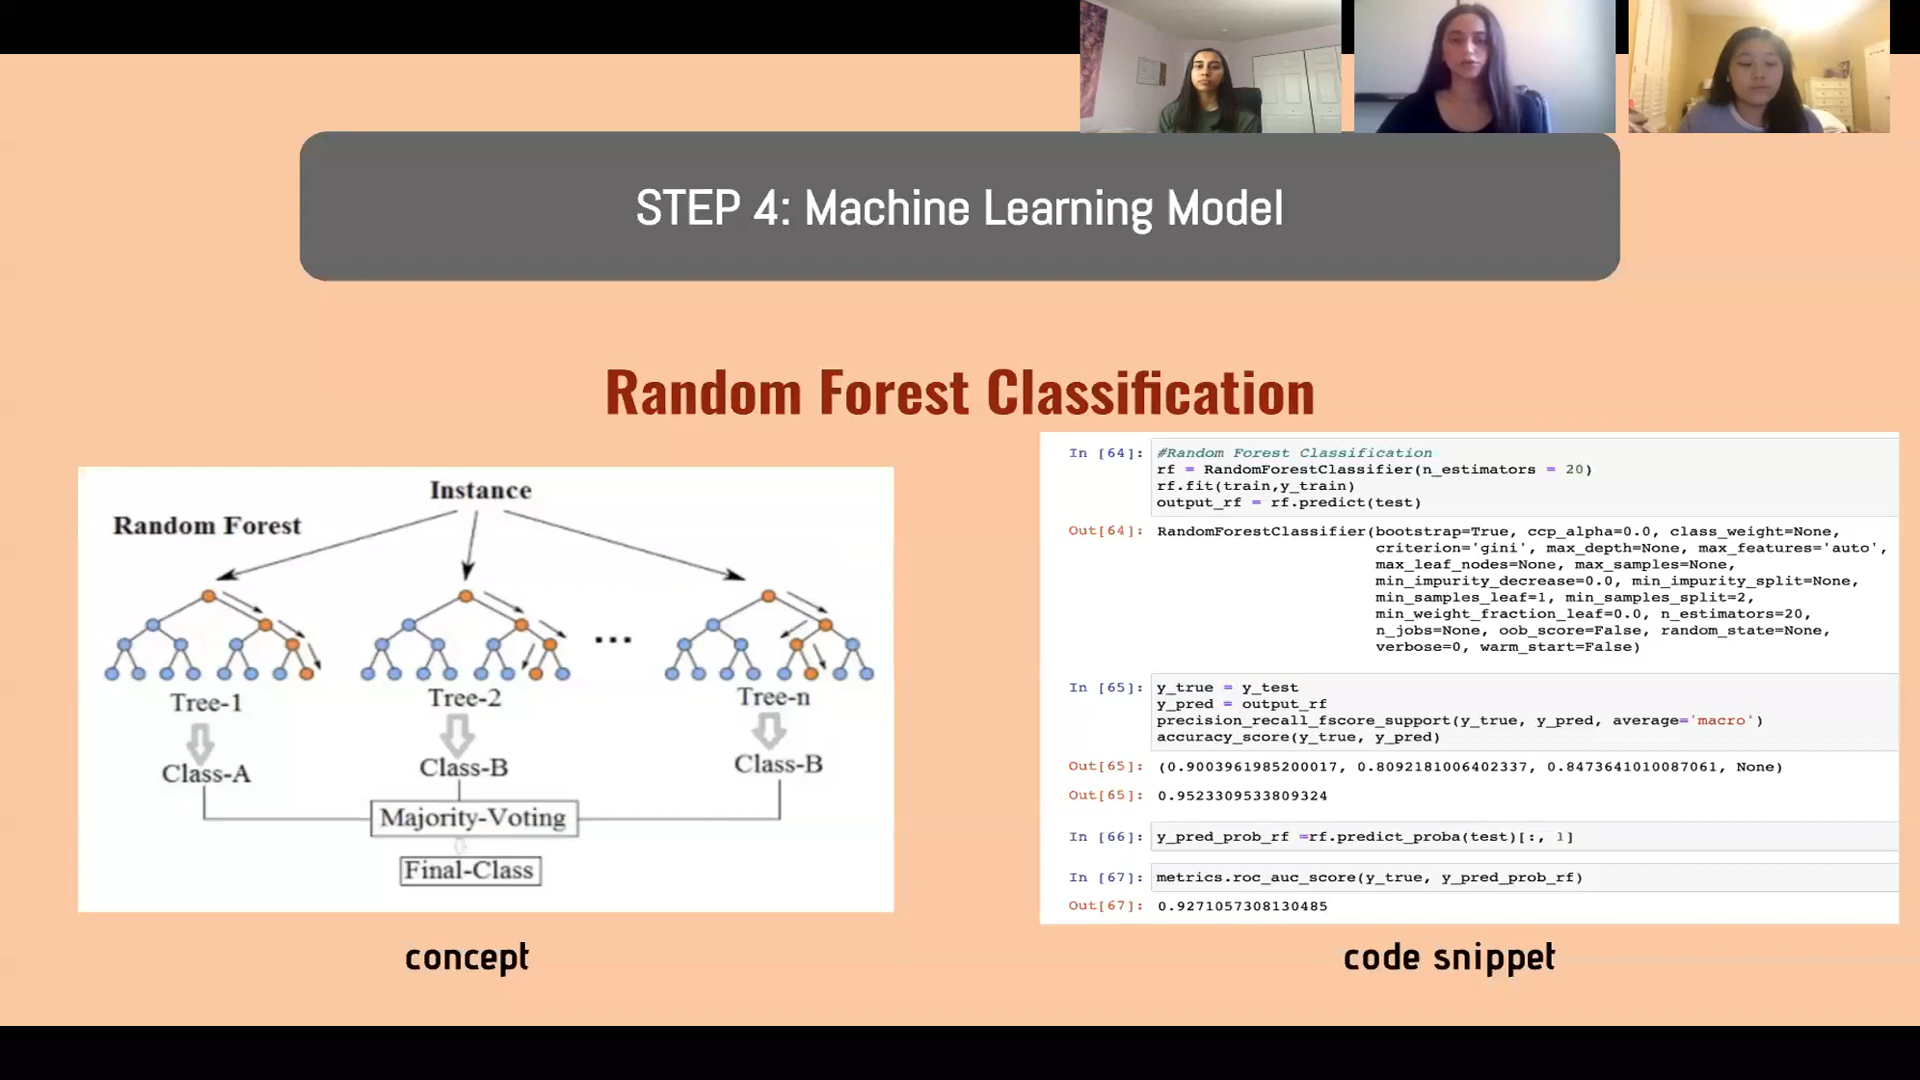 STEP 4: Machine Learning Model
Random Forest Classification
Instance
Random Forest
...
Tree-1
Tree-2
Tree-n
Class-A
Class-B
Class-B
Majority-Voting
Final-Class
concept
In [64]: #Random Forest Classification
rf = RandomForestClassifier(n_estimators = 20)
rf.fit(train,y_train)
output_rf = rf.predict(test)
Out[64]: RandomForestClassifier(bootstrap=True, ccp_alpha=0.0, class_weight=None,
criterion='gini', max_depth=None, max_features='auto',
max_leaf_nodes=None, max_samples=None,
min_impurity_decrease=0.0, min_impurity_split=None,
min_samples_leaf=1, min_samples_split=2,
min_weight_fraction_leaf=0.0, n_estimators=20,
n_jobs=None, oob_score=False, random_state=None,
verbose=0, warm_start=False)
In [65]: y_true = y_test
y_pred = output_rf
precision_recall_fscore_support(y_true, y_pred, average='macro')
accuracy_score(y_true, y_pred)
Out[65]: (0.9003961985200017, 0.8092181006402337, 0.8473641010087061, None)
Out[65]: 0.9523309533809324
In [66]: y_pred_prob_rf =rf.predict_proba(test)[:, 1]
In [67]: metrics.roc_auc_score(y_true, y_pred_prob_rf)
Out[67]: 0.9271057308130485
code snippet